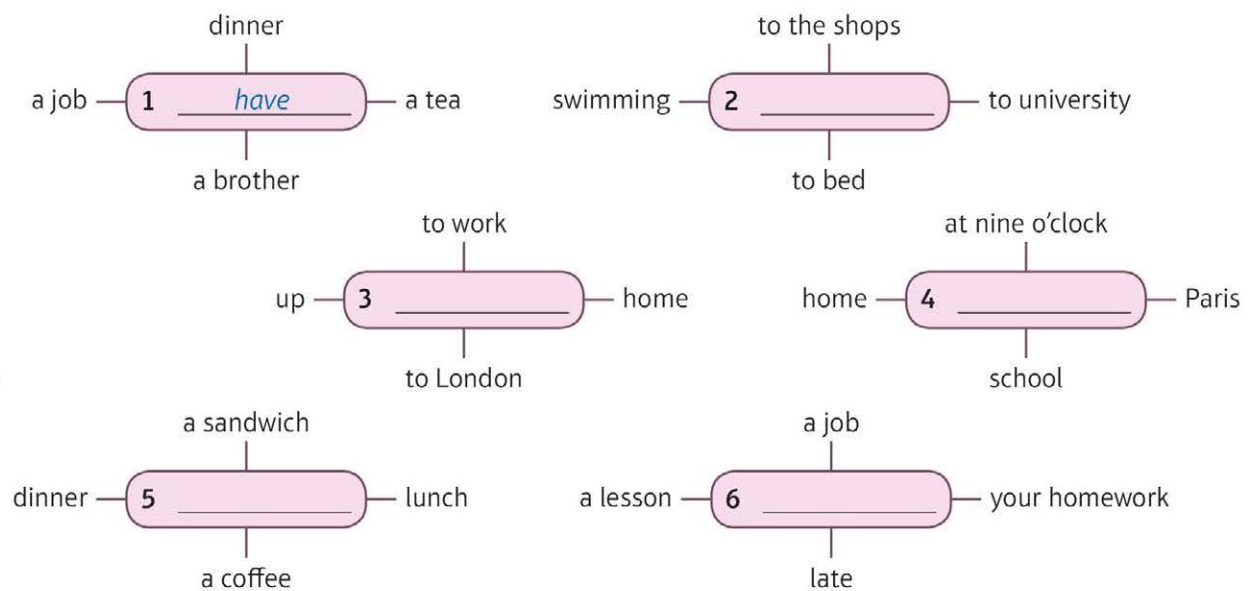 dinner
a job 1 have a tea
a brother
to the shops
swimming 2 to university
to bed
to work
up 3 home
to London
at nine o’clock
home 4 Paris
school
a sandwich
dinner 5 lunch
a coffee
a job
a lesson 6 your homework
late